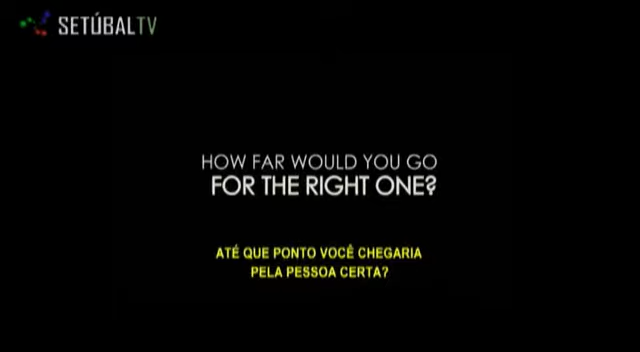 SETÚBALTV
HOW FAR WOULD YOU GO
FOR THE RIGHT ONE?
ATÉ QUE PONTO VOCÊ CHEGARIA
PELA PESSOA CERTA?